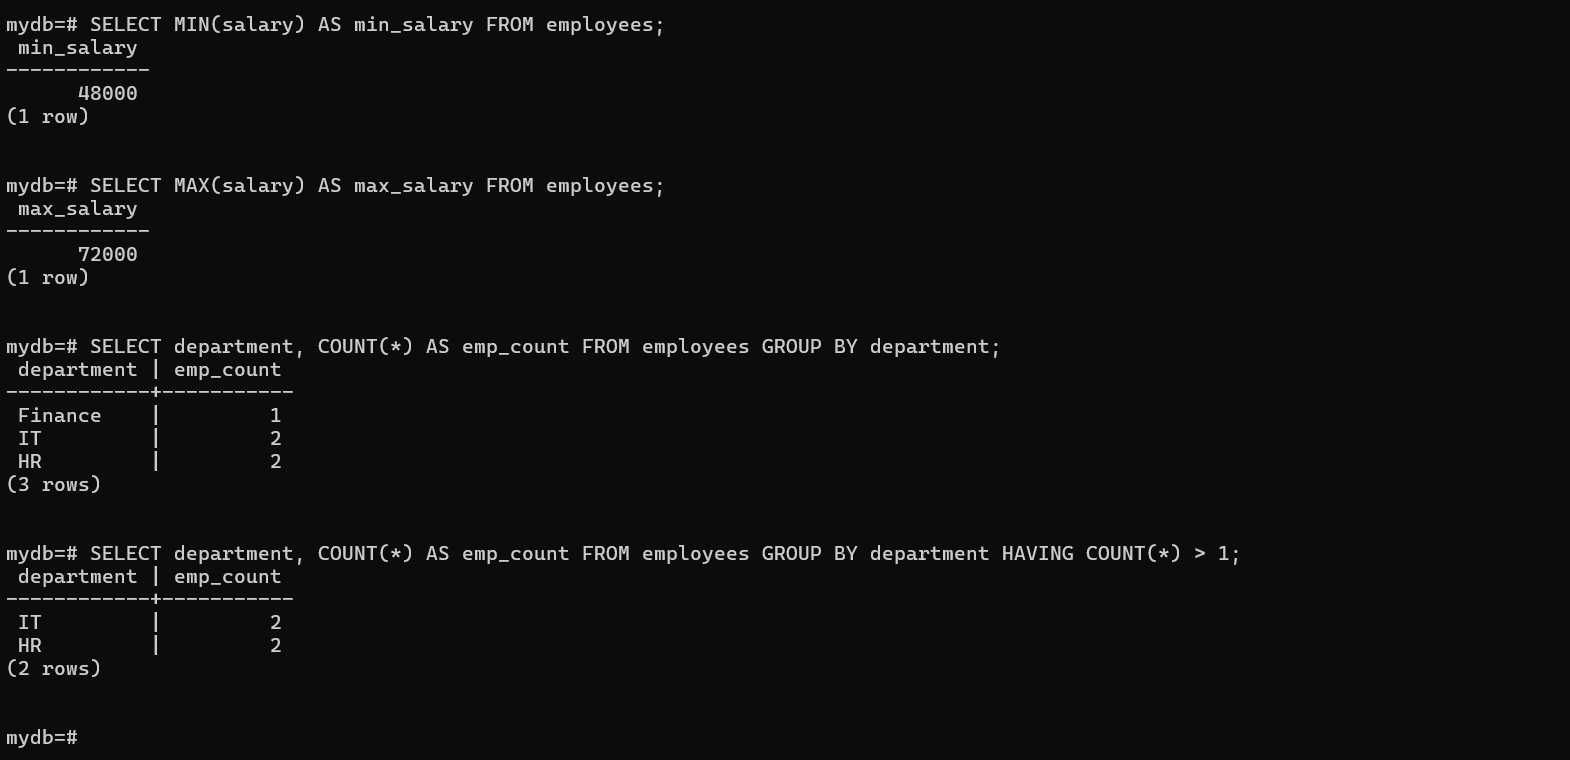 mydb=# SELECT MIN(salary) AS min_salary FROM employees;
 min_salary
------------
      48000
(1 row)


mydb=# SELECT MAX(salary) AS max_salary FROM employees;
 max_salary
------------
      72000
(1 row)


mydb=# SELECT department, COUNT(*) AS emp_count FROM employees GROUP BY department;
 department | emp_count
------------+-----------
 Finance    |         1
 IT         |         2
 HR         |         2
(3 rows)


mydb=# SELECT department, COUNT(*) AS emp_count FROM employees GROUP BY department HAVING COUNT(*) > 1;
 department | emp_count
------------+-----------
 IT         |         2
 HR         |         2
(2 rows)


mydb=#